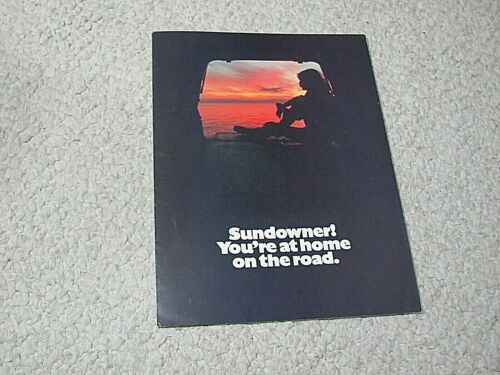 Sundowner!
You're at home
on the road.